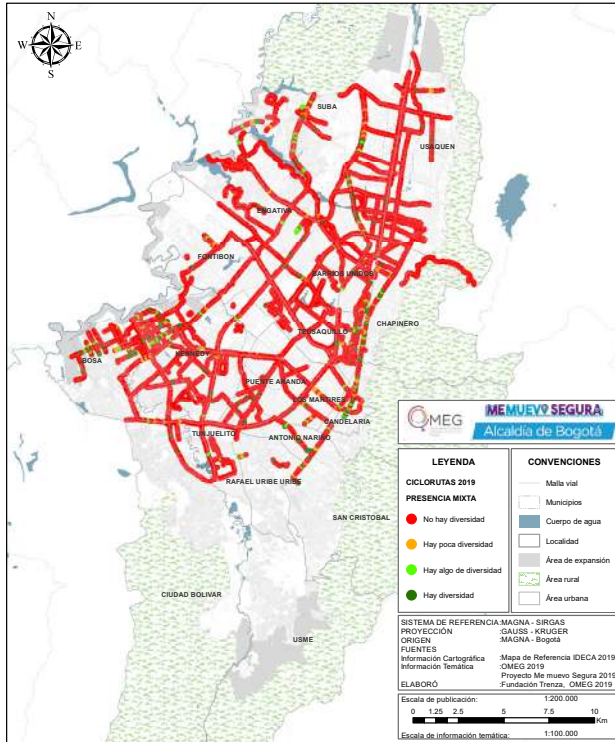 N
W E
S
SUBA
USAQUEN
ENGATIVA
FONTIBON
BARRIOS UNIDOS
TEUSAQUILLO
CHAPINERO
BOSA
KENNEDY
PUENTE ARANDA
LOS MARTIRES
CANDELARIA
TUNJUELITO
ANTONIO NARIÑO
RAFAEL URIBE URIBE
SAN CRISTOBAL
CIUDAD BOLIVAR
USME
OMEG
MEMUEVO SEGURA
Alcaldía de Bogotá
LEYENDA
CICLORUTAS 2019
PRESENCIA MIXTA
No hay diversidad
Hay poca diversidad
Hay algo de diversidad
Hay diversidad
CONVENCIONES
Malla vial
Municipios
Cuerpo de agua
Localidad
Área de expansión
Área rural
Área urbana
SISTEMA DE REFERENCIA:MAGNA - SIRGAS
PROYECCIÓN :GAUSS - KRUGER
ORIGEN :MAGNA - Bogotá
FUENTES
Información Cartográfica :Mapa de Referencia IDECA 2019
Información Temática :OMEG 2019
Proyecto Me muevo Segura 2019
ELABORÓ :Fundación Trenza, OMEG 2019
Escala de publicación: 1:200.000
0 1.25 2.5 5 7.5 10
Km
Escala de información temática: 1:100.000